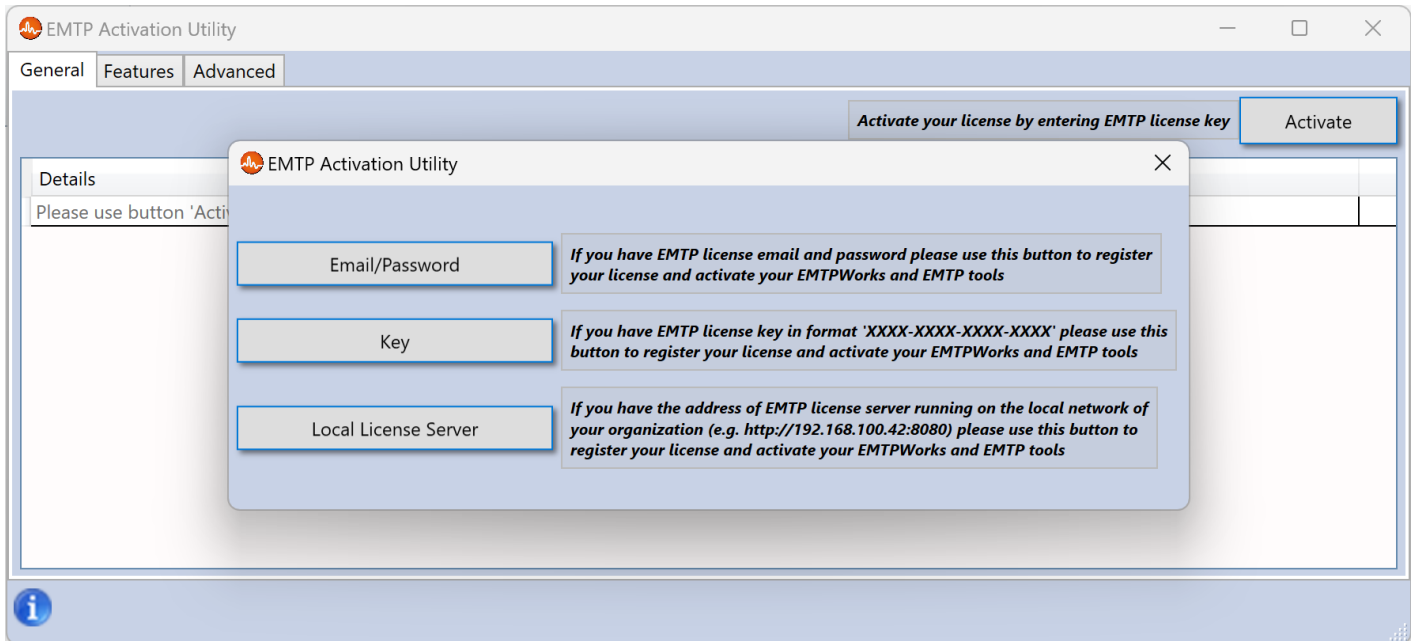 EMTP Activation Utility
General Features Advanced
Activate your license by entering EMTP license key Activate
Details
Please use button 'Acti
EMTP Activation Utility
Email/Password
If you have EMTP license email and password please use this button to register
your license and activate your EMTPWorks and EMTP tools
Key
If you have EMTP license key in format 'XXXX-XXXX-XXXX-XXXX' please use this
button to register your license and activate your EMTPWorks and EMTP tools
Local License Server
If you have the address of EMTP license server running on the local network of
your organization (e.g. http://192.168.100.42:8080) please use this button to
register your license and activate your EMTPWorks and EMTP tools